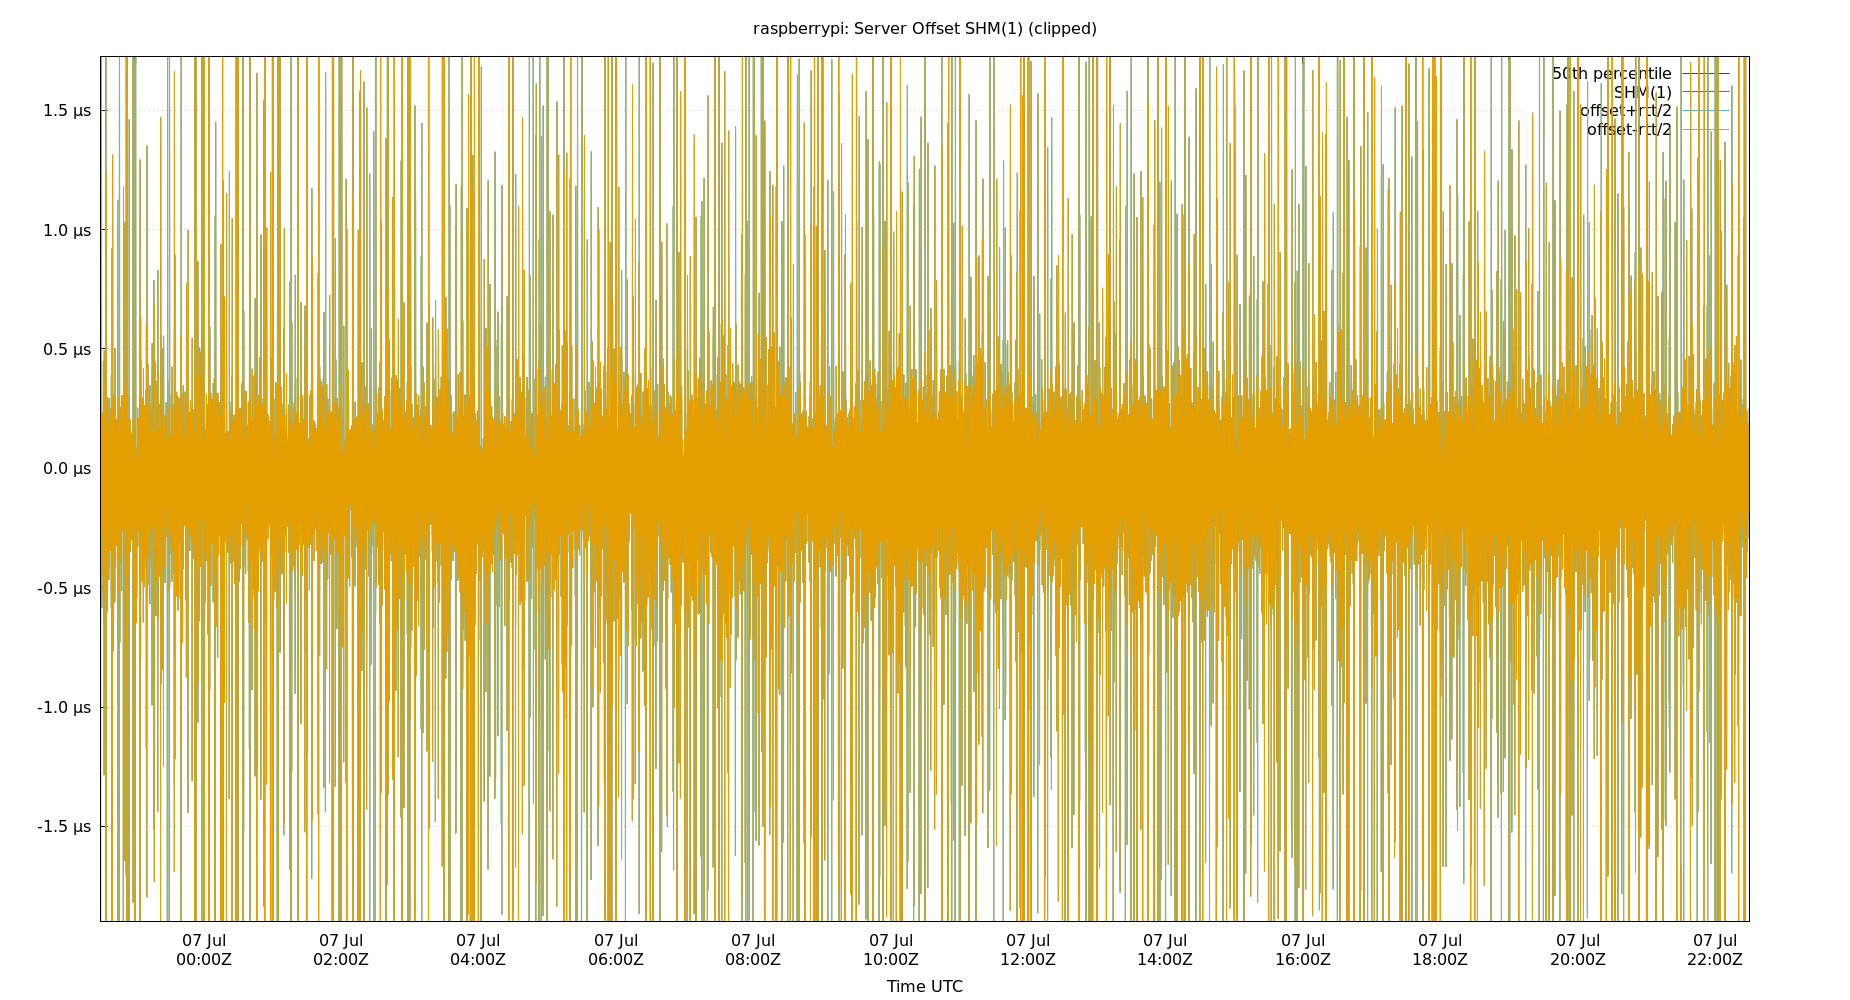 raspberrypi: Server Offset SHM(1) (clipped)
50th percentile
SHM(1)
offset+rtt/2
offset-rtt/2
1.5 µs
1.0 µs
0.5 µs
0.0 µs
-0.5 µs
-1.0 µs
-1.5 µs
07 Jul 07 Jul 07 Jul 07 Jul 07 Jul 07 Jul 07 Jul 07 Jul 07 Jul 07 Jul 07 Jul 07 Jul
00:00Z 02:00Z 04:00Z 06:00Z 08:00Z 10:00Z 12:00Z 14:00Z 16:00Z 18:00Z 20:00Z 22:00Z
Time UTC